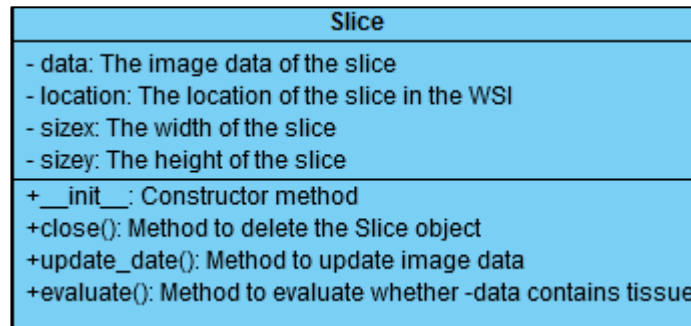 Slice
- data: The image data of the slice
- location: The location of the slice in the WSI
- sizex: The width of the slice
- sizey: The height of the slice
+__init__: Constructor method
+close(): Method to delete the Slice object
+update_date(): Method to update image data
+evaluate(): Method to evaluate whether -data contains tissue